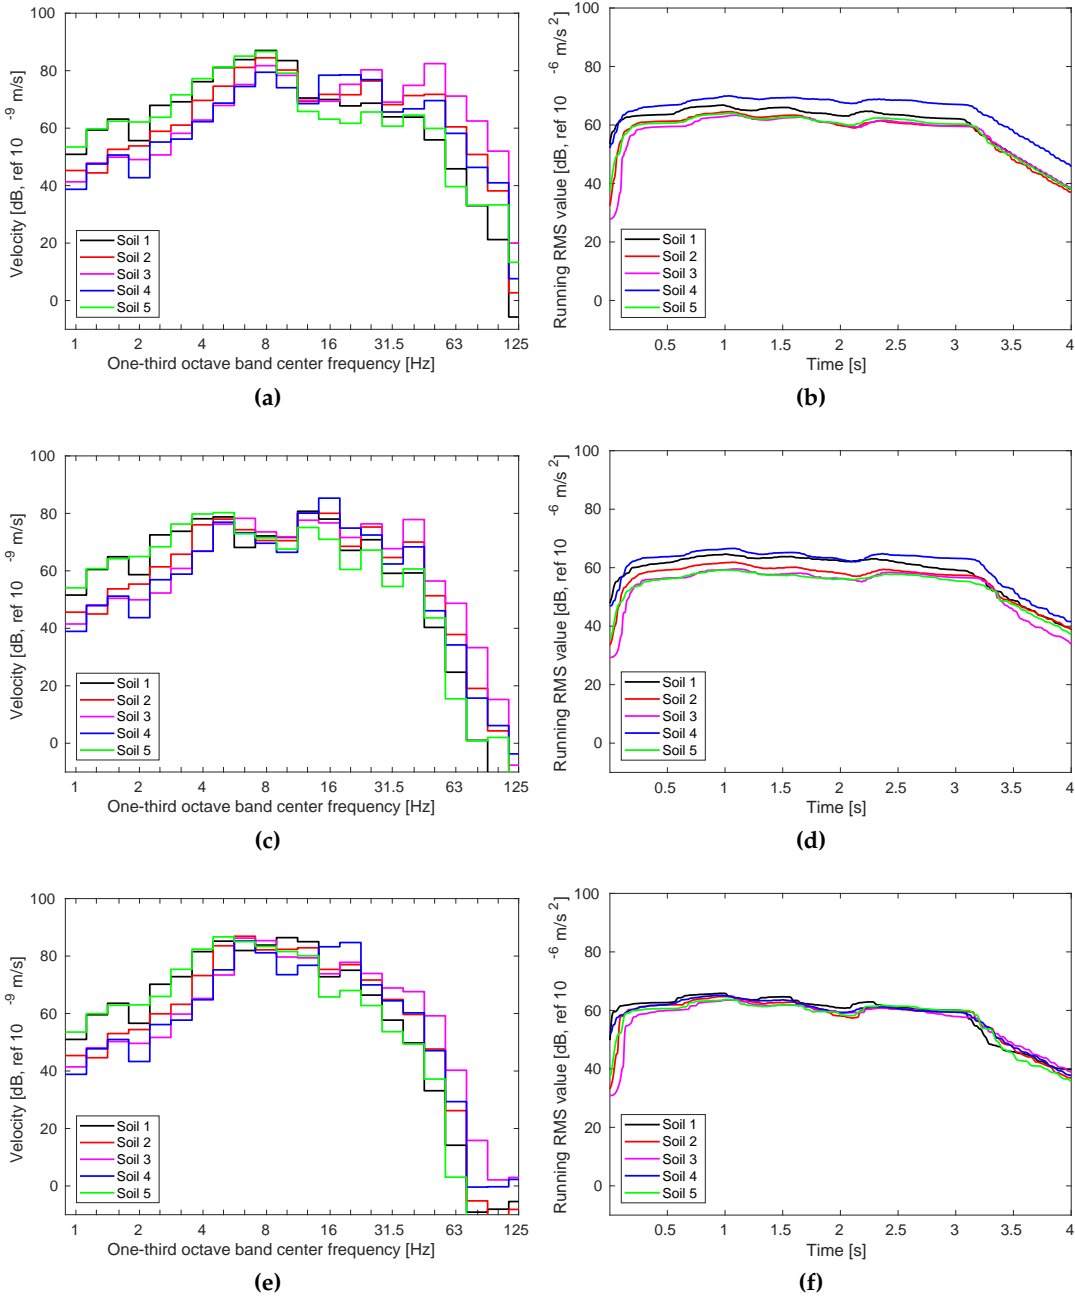 100
80
60
40
20
0
Velocity [dB, ref 10 -9 m/s]
Soil 1
Soil 2
Soil 3
Soil 4
Soil 5
1 2 4 8 16 31.5 63 125
One-third octave band center frequency [Hz]
(a)
100
80
60
40
20
0
Running RMS value [dB, ref 10 -6 m/s 2]
Soil 1
Soil 2
Soil 3
Soil 4
Soil 5
0.5 1 1.5 2 2.5 3 3.5 4
Time [s]
(b)
100
80
60
40
20
0
Velocity [dB, ref 10 -9 m/s]
Soil 1
Soil 2
Soil 3
Soil 4
Soil 5
1 2 4 8 16 31.5 63 125
One-third octave band center frequency [Hz]
(c)
100
80
60
40
20
0
Running RMS value [dB, ref 10 -6 m/s 2]
Soil 1
Soil 2
Soil 3
Soil 4
Soil 5
0.5 1 1.5 2 2.5 3 3.5 4
Time [s]
(d)
100
80
60
40
20
0
Velocity [dB, ref 10 -9 m/s]
Soil 1
Soil 2
Soil 3
Soil 4
Soil 5
1 2 4 8 16 31.5 63 125
One-third octave band center frequency [Hz]
(e)
100
80
60
40
20
0
Running RMS value [dB, ref 10 -6 m/s 2]
Soil 1
Soil 2
Soil 3
Soil 4
Soil 5
0.5 1 1.5 2 2.5 3 3.5 4
Time [s]
(f)